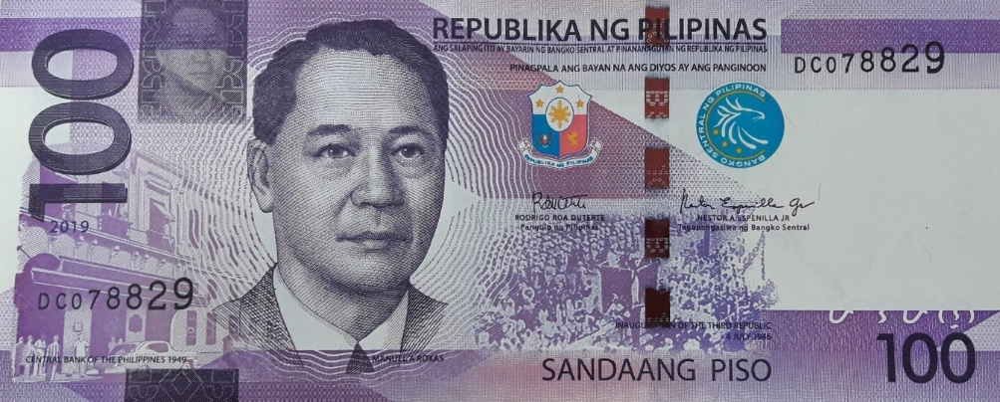 REPUBLIKA NG PILIPINAS
ANG SALAPING ITO AY BAYARIN NG BANGKO SENTRAL AT PINANANAGUTAN NG REPUBLIKA NG PILIPINAS
PINAGPALA ANG BAYAN NA ANG DIYOS AY ANG PANGINOON
DC078829
100
BANGKO SENTRAL NG PILIPINAS
REPUBLIKA NG PILIPINAS
RODRIGO ROA DUTERTE
Pangulo ng Pilipinas
NESTOR A. ESPENILLA JR
Tagapangasiwa ng Bangko Sentral
2019
DC078829
INAUGURATION OF THE THIRD REPUBLIC
4 JULY 1946
CENTRAL BANK OF THE PHILIPPINES 1949
MANUEL A ROXAS
SANDAANG PISO
100